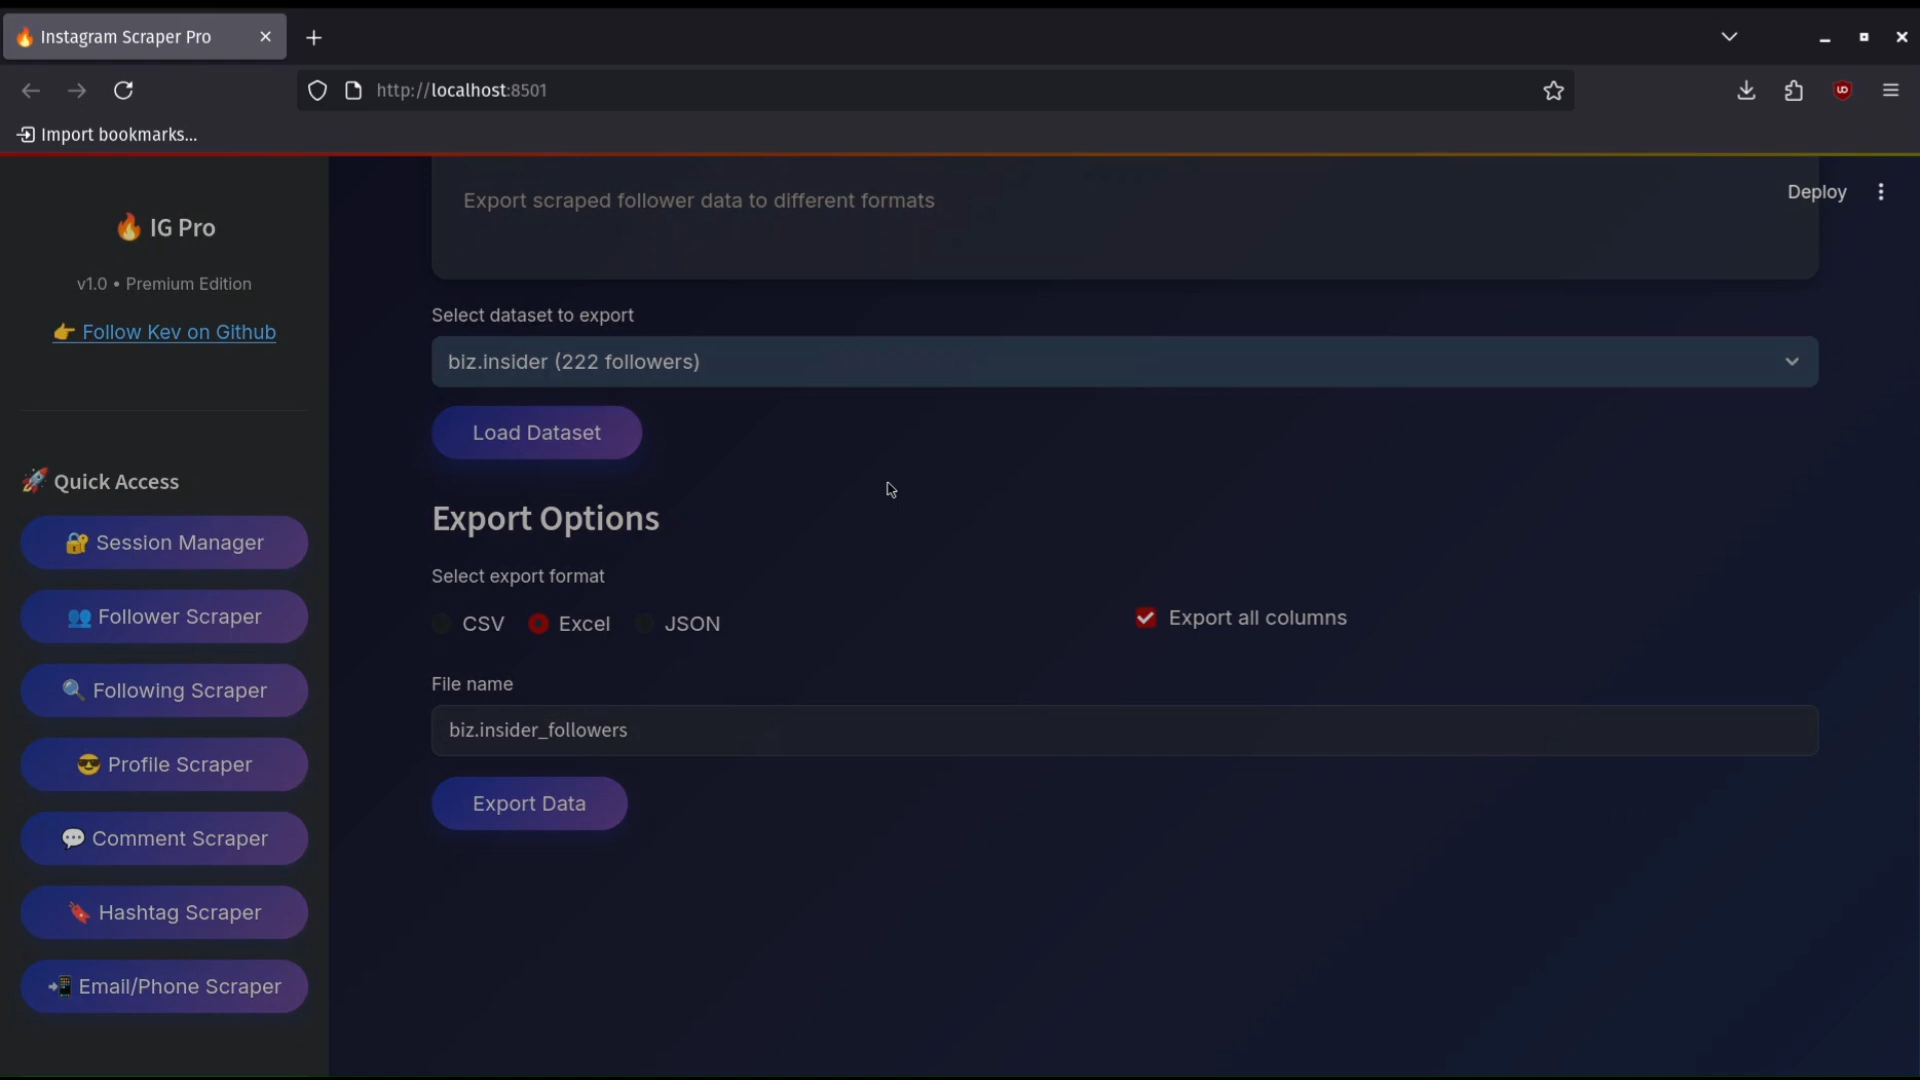 🔥 Instagram Scraper Pro
http://localhost:8501
Import bookmarks...
🔥 IG Pro
v1.0 • Premium Edition
👉 Follow Kev on Github
🚀 Quick Access
🔐 Session Manager
👥 Follower Scraper
🔍 Following Scraper
😎 Profile Scraper
💬 Comment Scraper
🔖 Hashtag Scraper
📲 Email/Phone Scraper
Deploy
Export scraped follower data to different formats
Select dataset to export
biz.insider (222 followers)
Load Dataset
Export Options
Select export format
CSV Excel JSON
Export all columns
File name
biz.insider_followers
Export Data